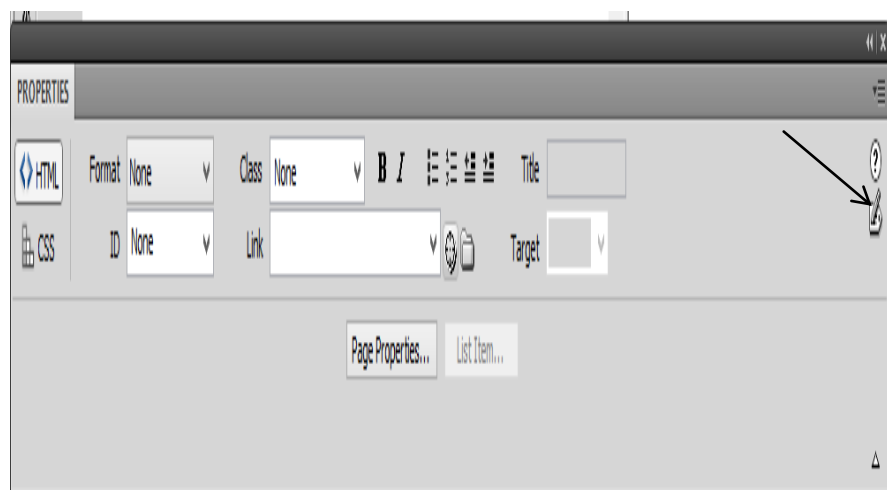 PROPERTIES
<> HTML Format None Class None B I Title
CSS ID None Link Target
Page Properties... List Item...